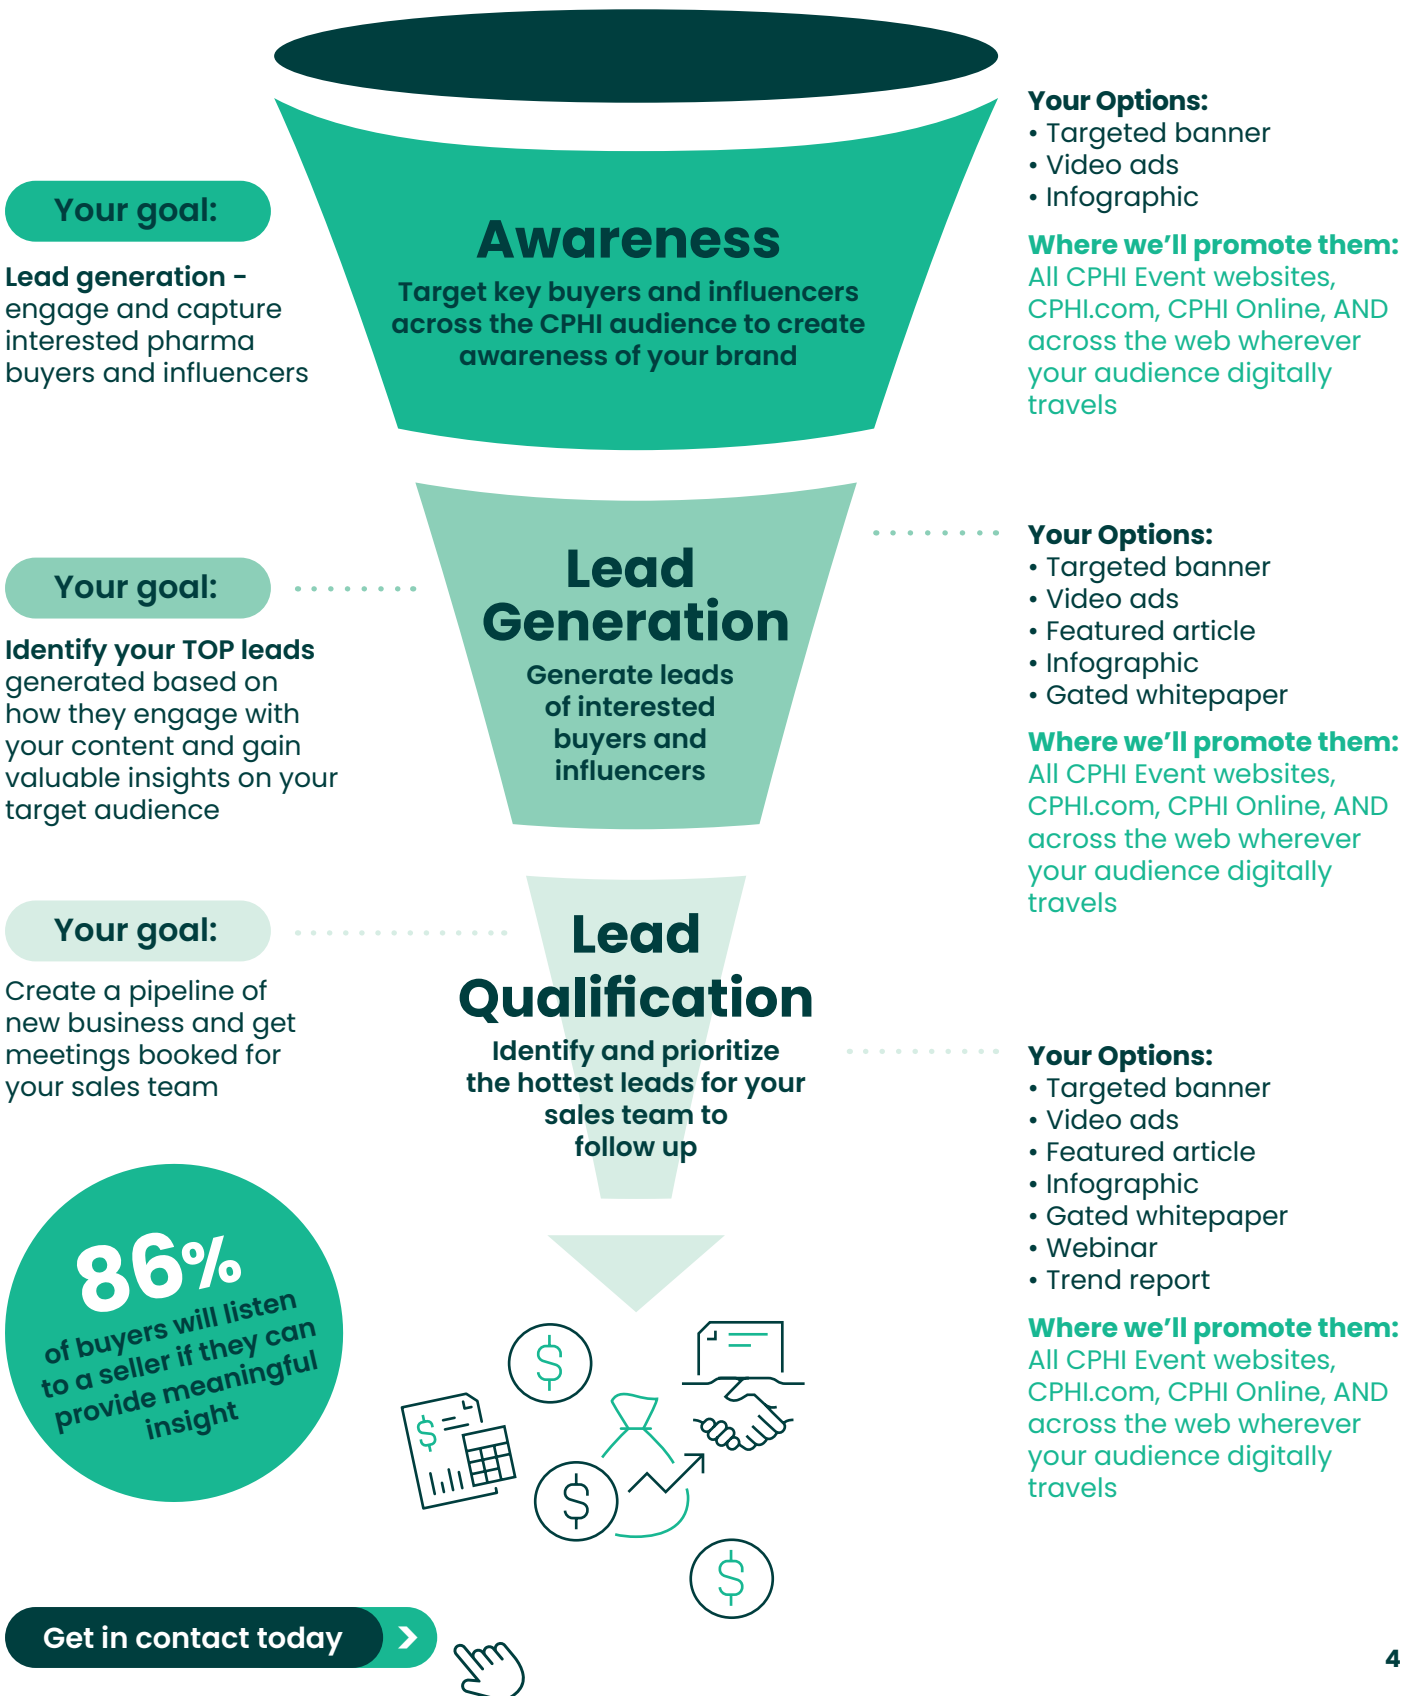 Your goal:
Lead generation -
engage and capture
interested pharma
buyers and influencers
Awareness
Target key buyers and influencers
across the CPHI audience to create
awareness of your brand
Your Options:
• Targeted banner
• Video ads
• Infographic
Where we’ll promote them:
All CPHI Event websites,
CPHI.com, CPHI Online, AND
across the web wherever
your audience digitally
travels
Your goal:
Identify your TOP leads
generated based on
how they engage with
your content and gain
valuable insights on your
target audience
Lead
Generation
Generate leads
of interested
buyers and
influencers
Your Options:
• Targeted banner
• Video ads
• Featured article
• Infographic
• Gated whitepaper
Where we’ll promote them:
All CPHI Event websites,
CPHI.com, CPHI Online, AND
across the web wherever
your audience digitally
travels
Your goal:
Create a pipeline of
new business and get
meetings booked for
your sales team
Lead
Qualification
Identify and prioritize
the hottest leads for your
sales team to
follow up
Your Options:
• Targeted banner
• Video ads
• Featured article
• Infographic
• Gated whitepaper
• Webinar
• Trend report
Where we’ll promote them:
All CPHI Event websites,
CPHI.com, CPHI Online, AND
across the web wherever
your audience digitally
travels
86%
of buyers will listen
to a seller if they can
provide meaningful
insight
$
$
$
$
Get in contact today
4